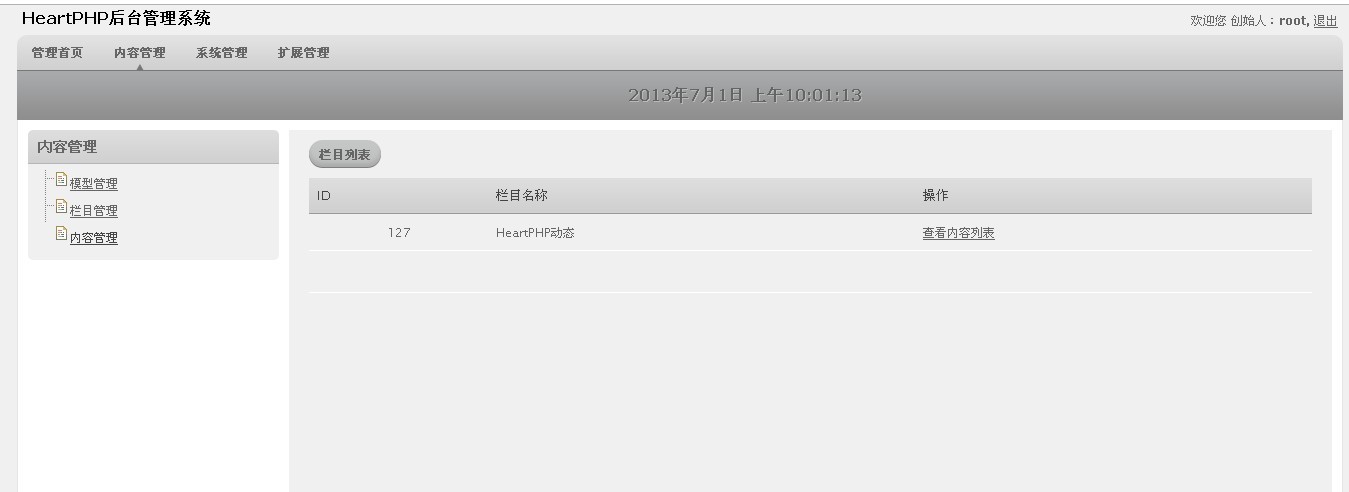 HeartPHP后台管理系统
欢迎您 创始人：root, 退出
管理首页 内容管理 系统管理 扩展管理
2013年7月1日 上午10:01:13
内容管理
模型管理
栏目管理
内容管理
栏目列表
ID 栏目名称 操作
127 HeartPHP动态 查看内容列表